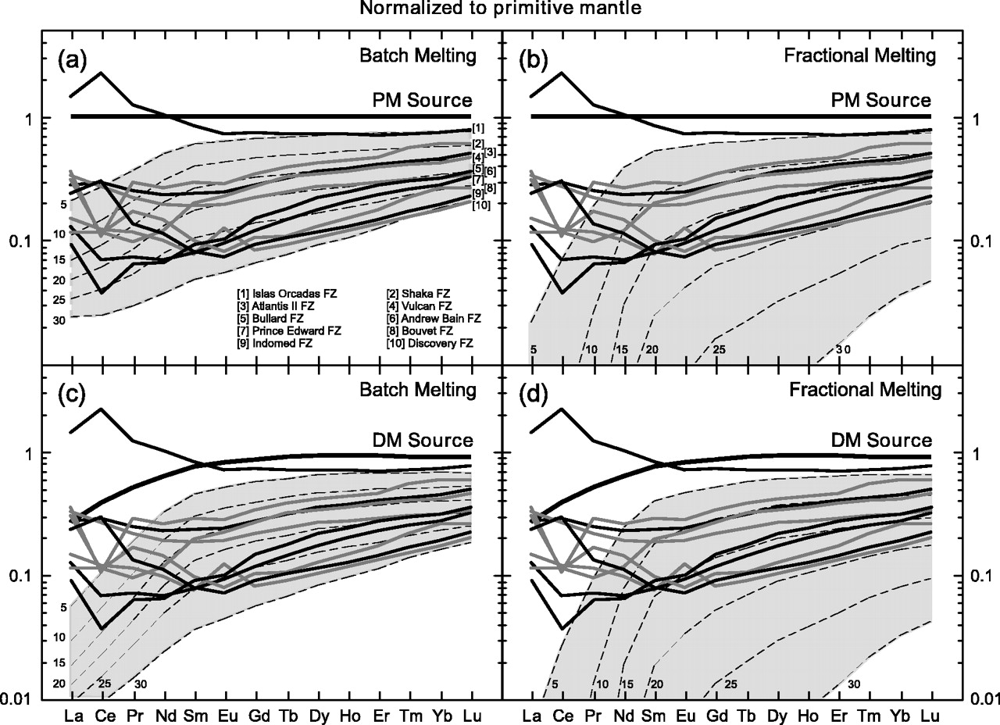 Normalized to primitive mantle
(a) Batch Melting
PM Source
1
0.1
[1]
[2]
[3]
[4]
[5]
[6]
[7]
[8]
[9]
[10]
5
10
15
20
25
30
[1] Islas Orcadas FZ [2] Shaka FZ
[3] Atlantis II FZ [4] Vulcan FZ
[5] Bullard FZ [6] Andrew Bain FZ
[7] Prince Edward FZ [8] Bouvet FZ
[9] Indomed FZ [10] Discovery FZ
(b) Fractional Melting
PM Source
1
0.1
5 10 15 20 25 30
(c) Batch Melting
DM Source
1
0.1
0.01
5
10
15
20 25 30
La Ce Pr Nd Sm Eu Gd Tb Dy Ho Er Tm Yb Lu
(d) Fractional Melting
DM Source
1
0.1
0.01
5 10 15 20 25 30
La Ce Pr Nd Sm Eu Gd Tb Dy Ho Er Tm Yb Lu